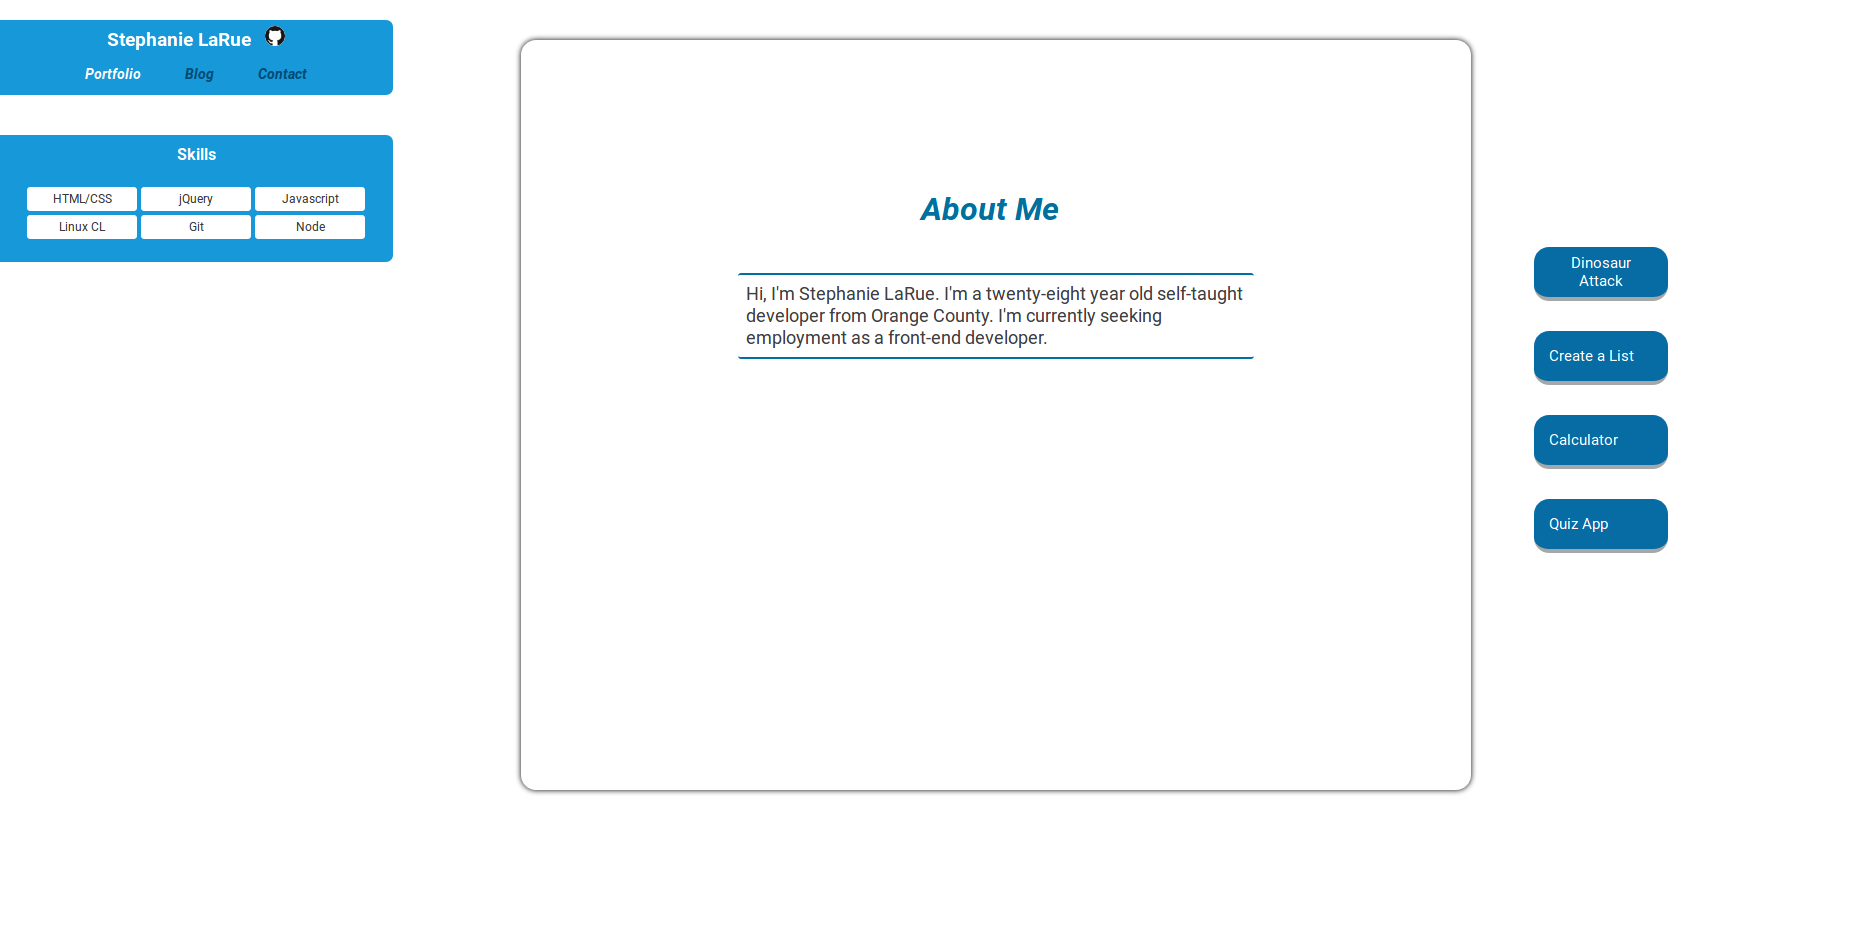 Stephanie LaRue
Portfolio Blog Contact
Skills
HTML/CSS jQuery Javascript
Linux CL Git Node
About Me
Hi, I'm Stephanie LaRue. I'm a twenty-eight year old self-taught
developer from Orange County. I'm currently seeking
employment as a front-end developer.
Dinosaur
Attack
Create a List
Calculator
Quiz App